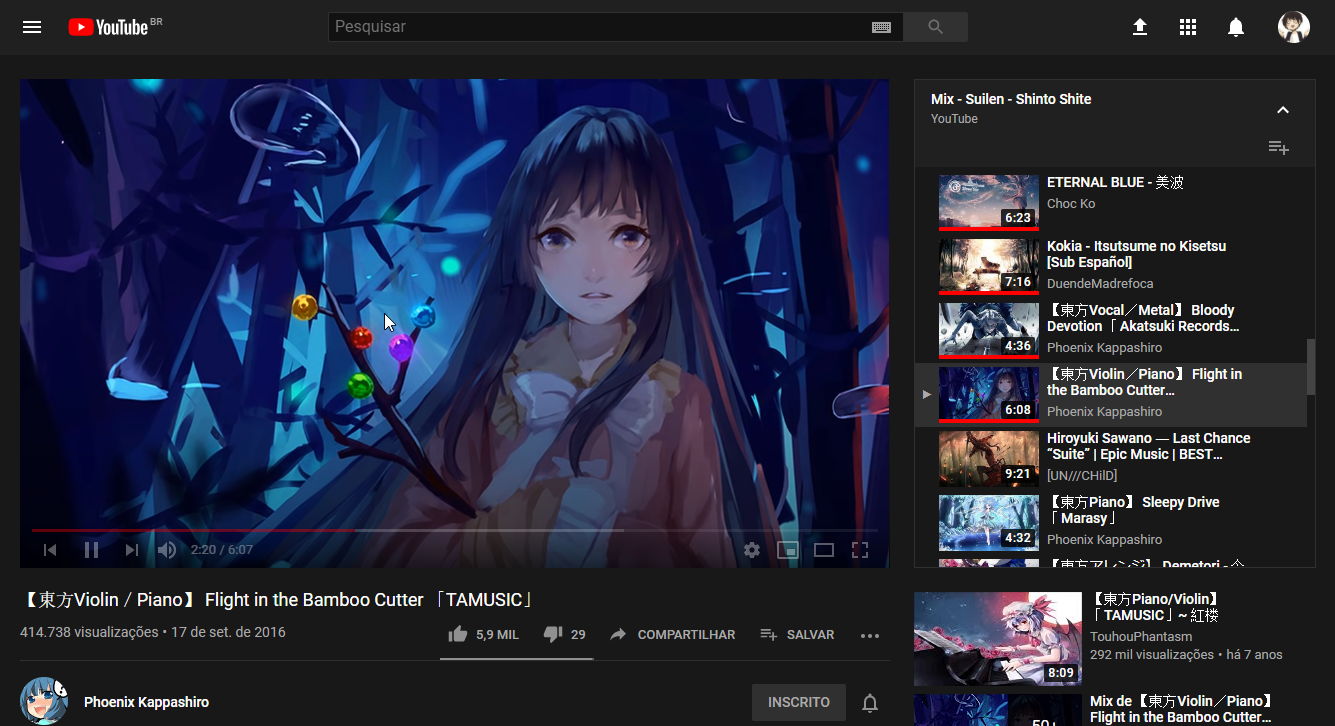 YouTube BR
Pesquisar
Mix - Suilen - Shinto Shite
YouTube
ETERNAL BLUE - 美波
Choc Ko
6:23
Kokia - Itsutsume no Kisetsu
[Sub Español]
DuendeMadrefoca
7:16
【東方Vocal／Metal】 Bloody
Devotion 「 Akatsuki Records...
Phoenix Kappashiro
4:36
【東方Violin／Piano】 Flight in
the Bamboo Cutter...
Phoenix Kappashiro
6:08
Hiroyuki Sawano — Last Chance
“Suite” | Epic Music | BEST...
[UN///CHilD]
9:21
【東方Piano】 Sleepy Drive
「Marasy」
Phoenix Kappashiro
4:32
【東方アレンジ】 Demetori - 今
2:20 / 6:07
【東方Violin／Piano】 Flight in the Bamboo Cutter 「TAMUSIC」
414.738 visualizações • 17 de set. de 2016
5,9 MIL
29
COMPARTILHAR
SALVAR
Phoenix Kappashiro
INSCRITO
【東方Piano/Violin】
「TAMUSIC」~ 紅楼
TouhouPhantasm
292 mil visualizações • há 7 anos
8:09
Mix de【東方Violin／Piano】
Flight in the Bamboo Cutter...
50+